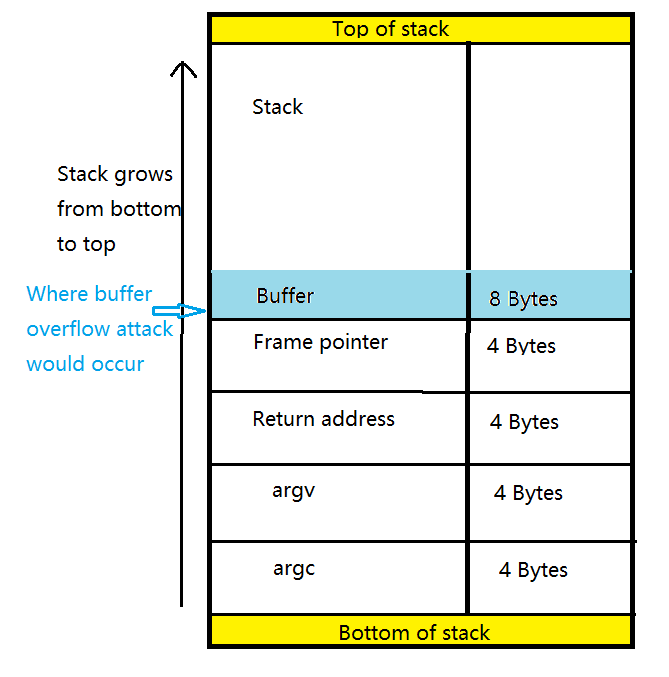 Top of stack
Stack
Stack grows
from bottom
to top
Where buffer
overflow attack
would occur
Buffer
8 Bytes
Frame pointer
4 Bytes
Return address
4 Bytes
argv
4 Bytes
argc
4 Bytes
Bottom of stack